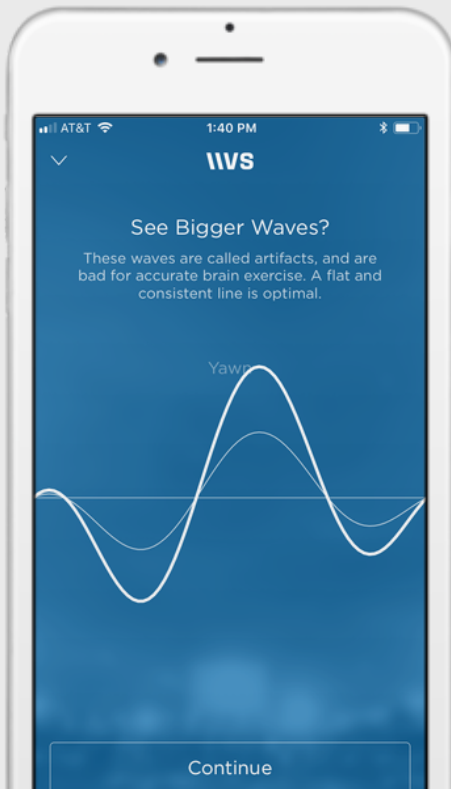 AT&T 1:40 PM
\\VS
See Bigger Waves?
These waves are called artifacts, and are
bad for accurate brain exercise. A flat and
consistent line is optimal.
Yawn
Continue